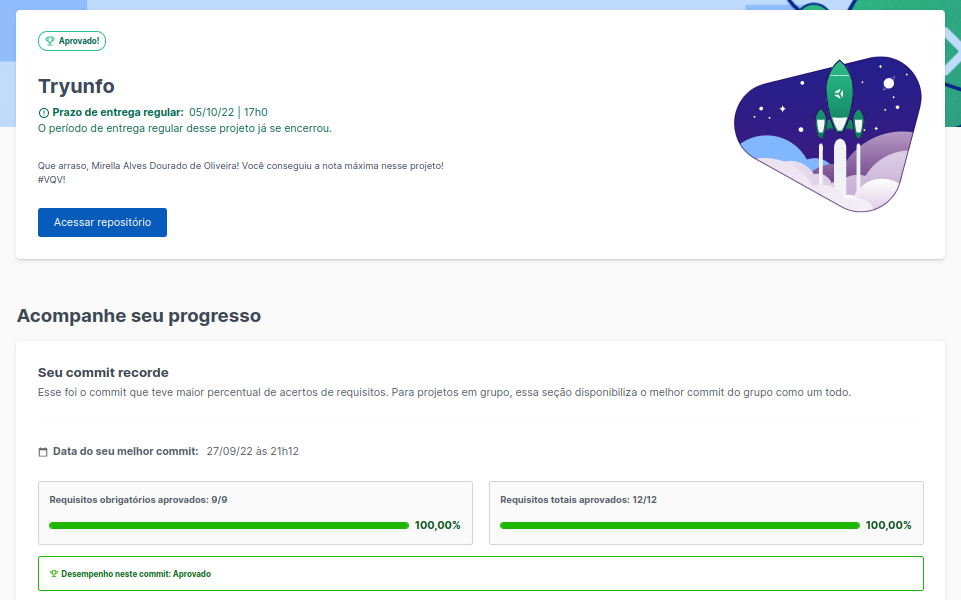 Aprovado!
Tryunfo
Prazo de entrega regular: 05/10/22 | 17h0
O período de entrega regular desse projeto já se encerrou.
Que arraso, Mirella Alves Dourado de Oliveira! Você conseguiu a nota máxima nesse projeto!
#VQV!
Acessar repositório
Acompanhe seu progresso
Seu commit recorde
Esse foi o commit que teve maior percentual de acertos de requisitos. Para projetos em grupo, essa seção disponibiliza o melhor commit do grupo como um todo.
Data do seu melhor commit: 27/09/22 às 21h12
Requisitos obrigatórios aprovados: 9/9
100,00%
Requisitos totais aprovados: 12/12
100,00%
Desempenho neste commit: Aprovado